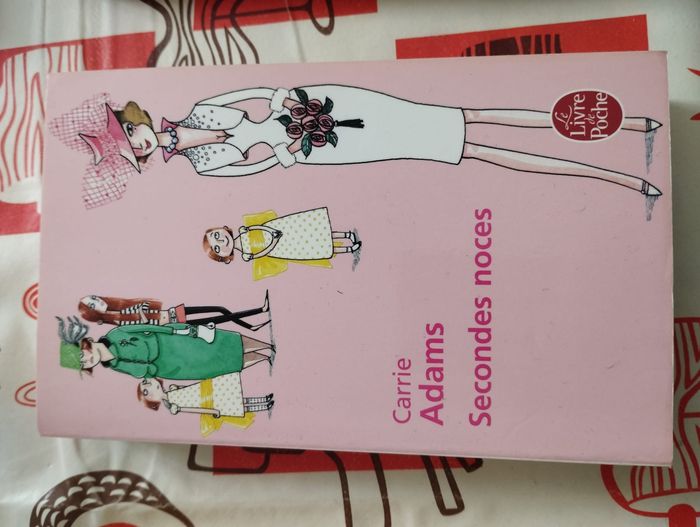 Carrie
Adams
Secondes noces
Le
Livre
de
Poche